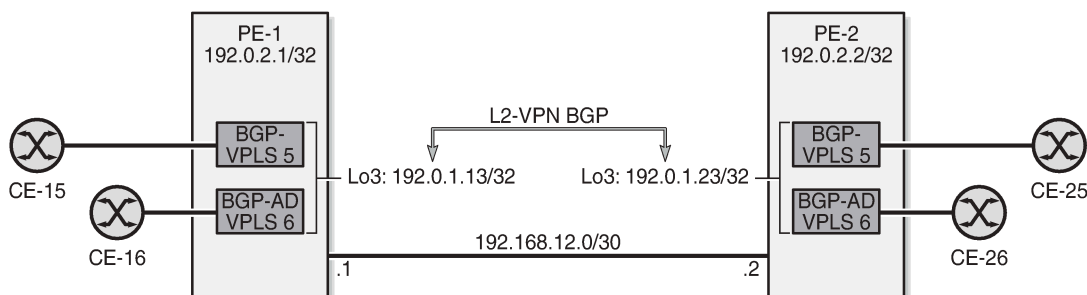 PE-1
192.0.2.1/32
PE-2
192.0.2.2/32
L2-VPN BGP
BGP-
VPLS 5
BGP-
VPLS 5
CE-15
Lo3: 192.0.1.13/32
Lo3: 192.0.1.23/32
CE-25
BGP-AD
VPLS 6
BGP-AD
VPLS 6
CE-16
192.168.12.0/30
CE-26
.1
.2